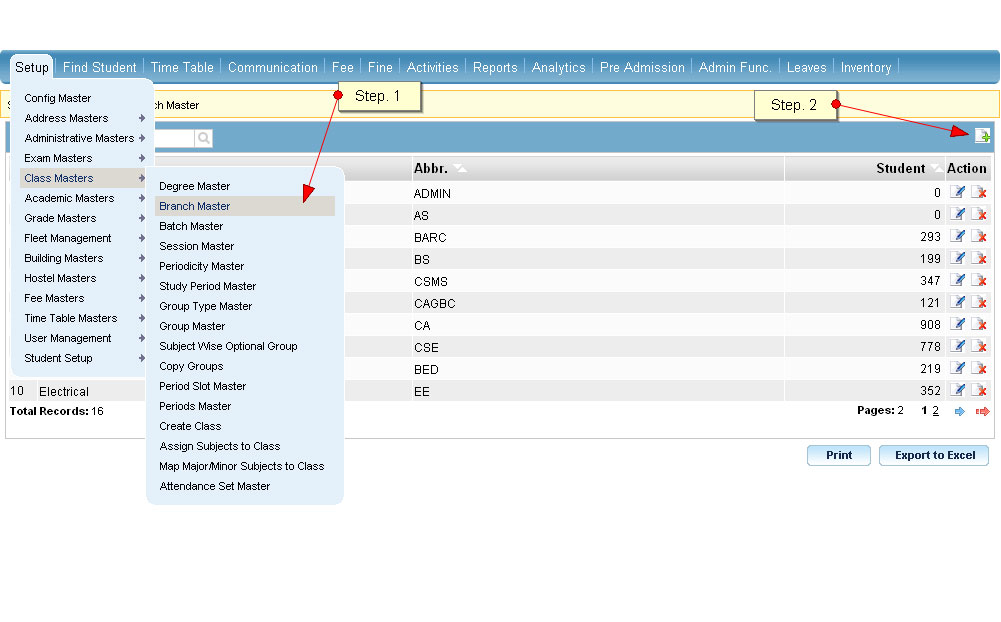 Setup Find Student Time Table Communication Fee Fine Activities Reports Analytics Pre Admission Admin Func. Leaves Inventory
Step. 1
Step. 2
ch Master
Config Master
Address Masters
Administrative Masters
Exam Masters
Class Masters
Academic Masters
Grade Masters
Fleet Management
Building Masters
Hostel Masters
Fee Masters
Time Table Masters
User Management
Student Setup
Degree Master
Branch Master
Batch Master
Session Master
Periodicity Master
Study Period Master
Group Type Master
Group Master
Subject Wise Optional Group
Copy Groups
Period Slot Master
Periods Master
Create Class
Assign Subjects to Class
Map Major/Minor Subjects to Class
Attendance Set Master
Abbr. Student Action
ADMIN 0
AS 0
BARC 293
BS 199
CSMS 347
CAGBC 121
CA 908
CSE 778
BED 219
10 Electrical EE 352
Total Records: 16 Pages: 2 1 2
Print Export to Excel